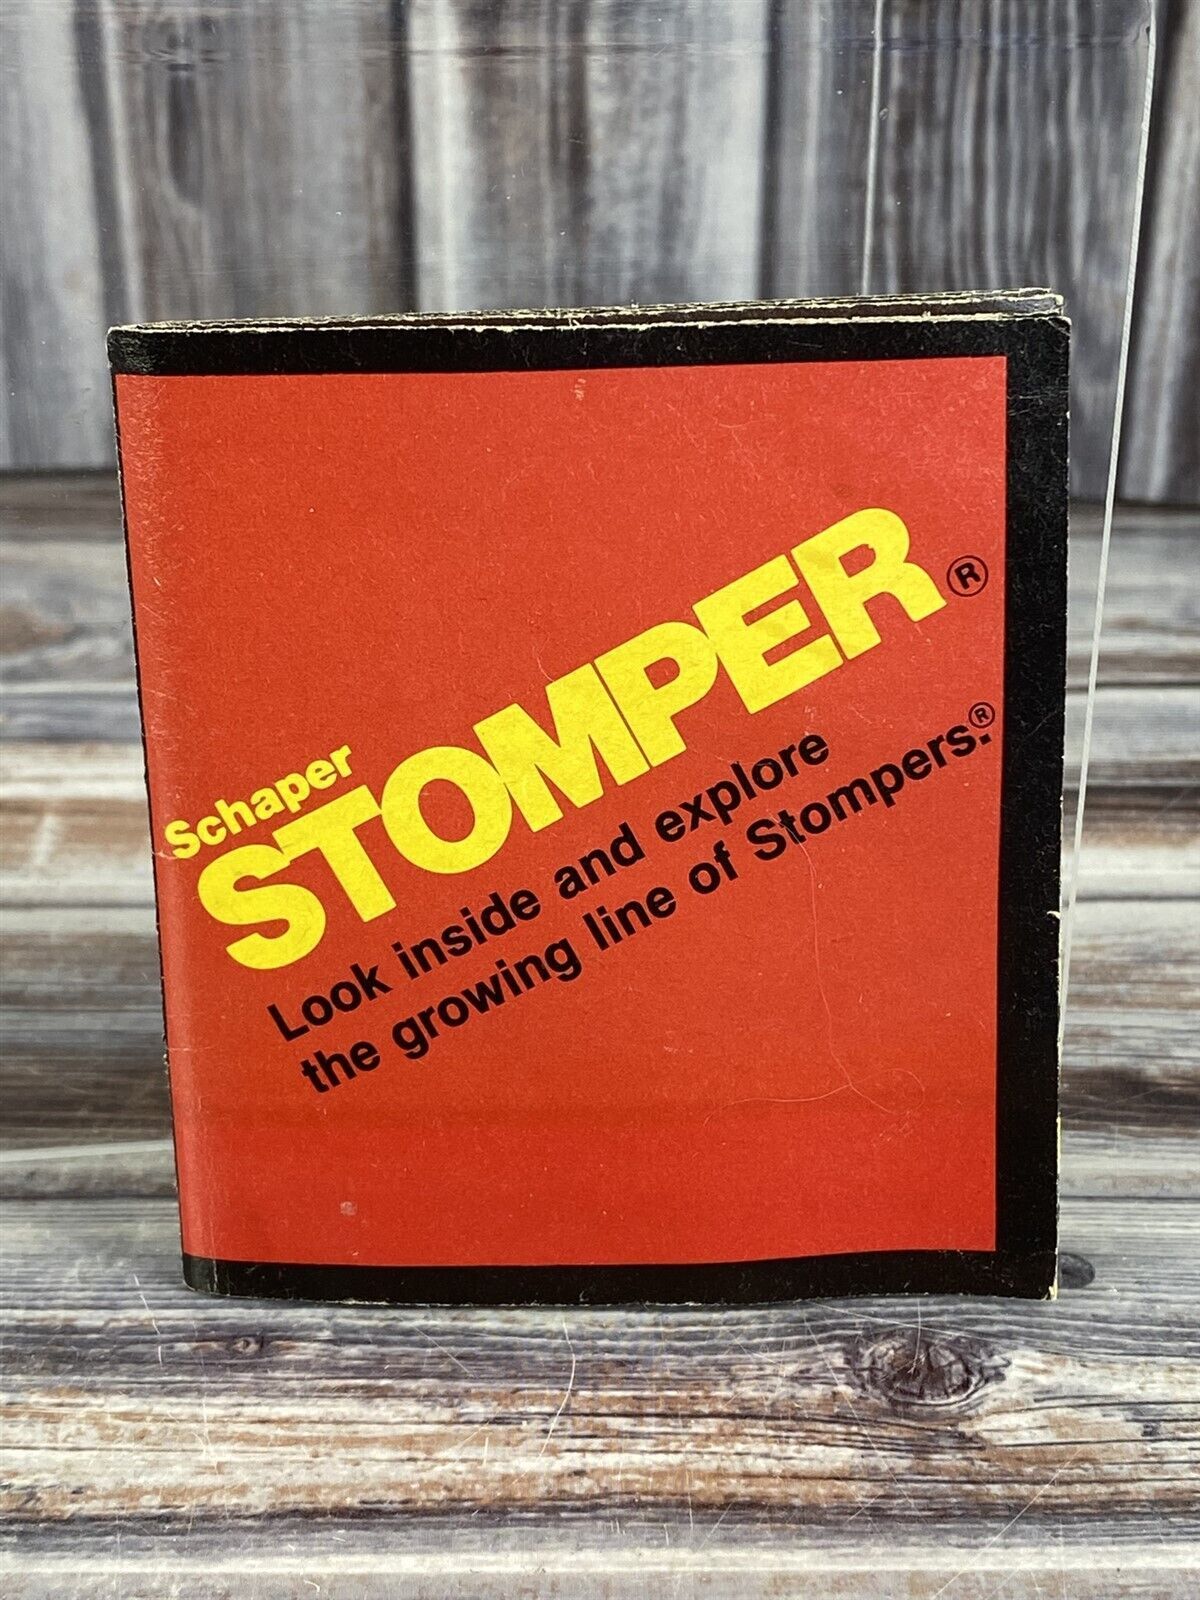 Schaper
STOMPER®
Look inside and explore
the growing line of Stompers.®